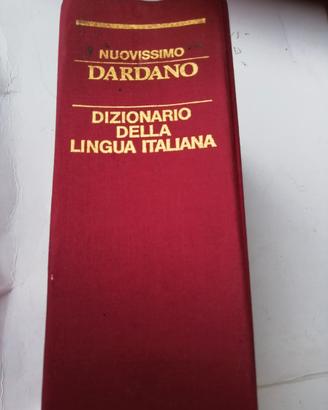 NUOVISSIMO
DARDANO
DIZIONARIO
DELLA
LINGUA ITALIANA